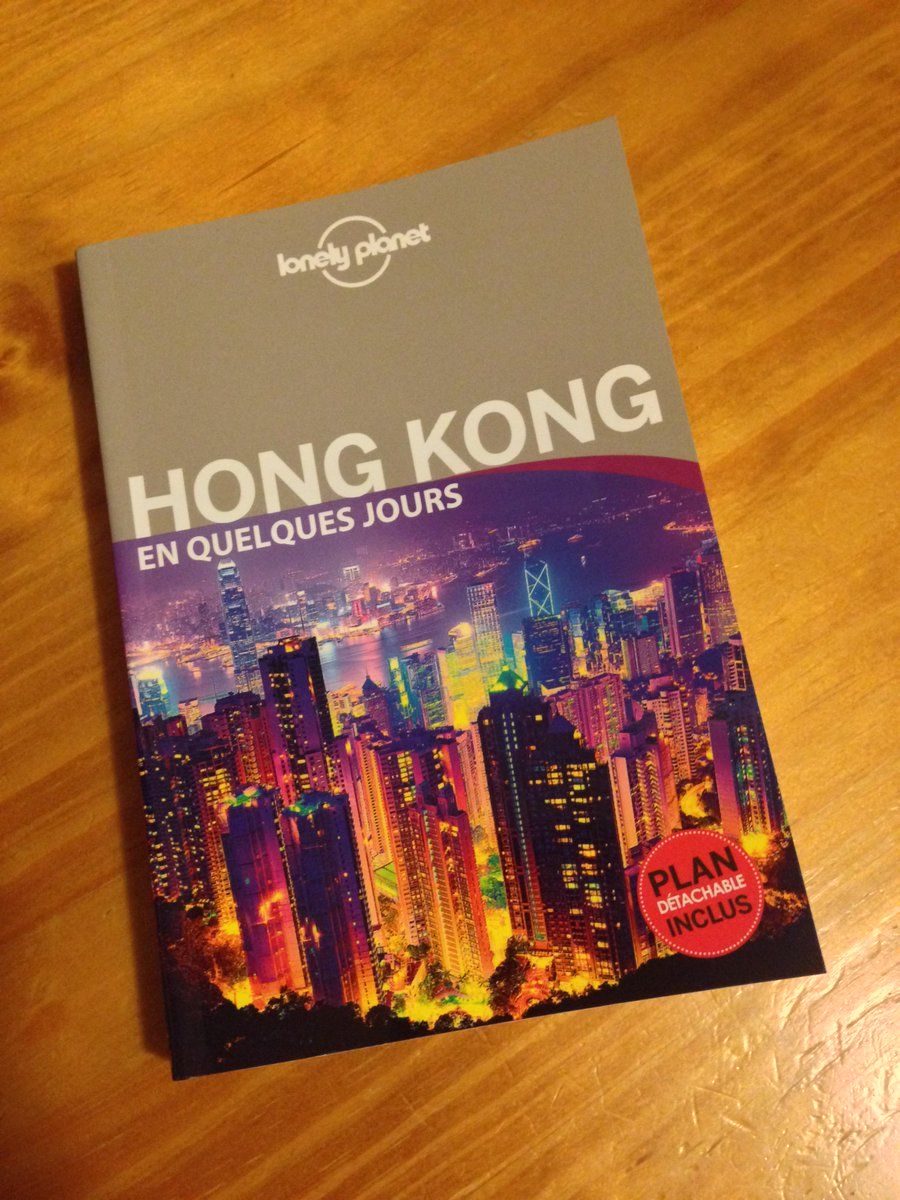 lonely planet
HONG KONG
EN QUELQUES JOURS
PLAN
DÉTACHABLE
INCLUS